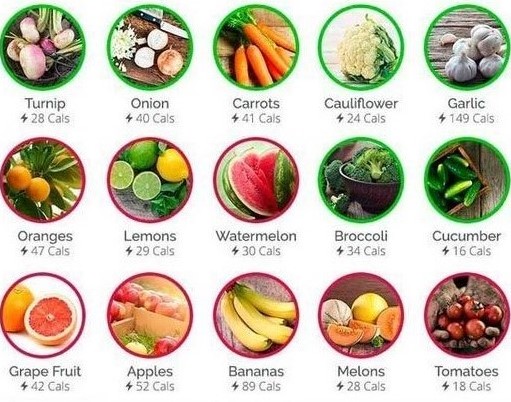 Turnip Onion Carrots Cauliflower Garlic
28 Cals 40 Cals 41 Cals 24 Cals 149 Cals
Oranges Lemons Watermelon Broccoli Cucumber
47 Cals 29 Cals 30 Cals 34 Cals 16 Cals
Grape Fruit Apples Bananas Melons Tomatoes
42 Cals 52 Cals 89 Cals 28 Cals 18 Cals